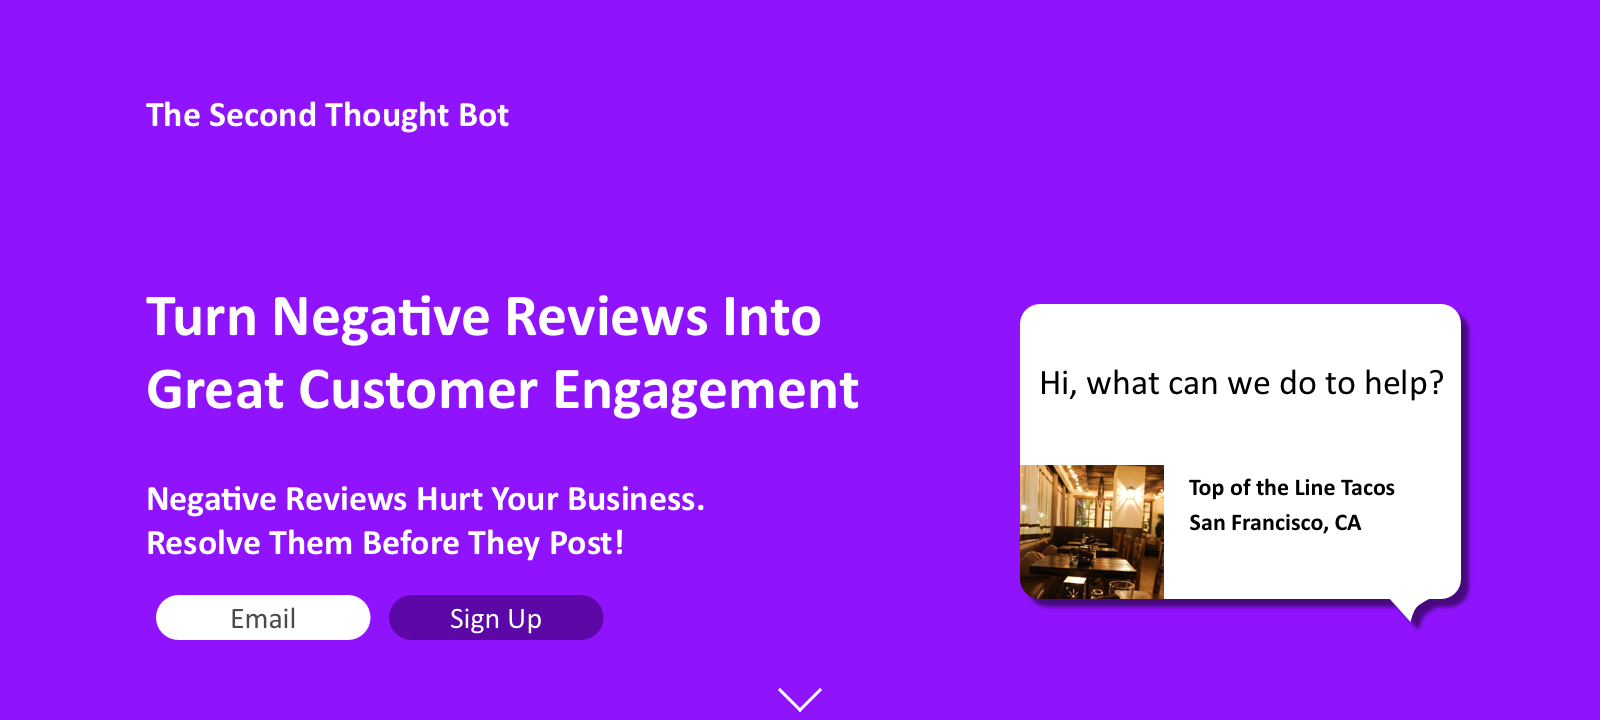 The Second Thought Bot
Turn Negative Reviews Into
Great Customer Engagement
Negative Reviews Hurt Your Business.
Resolve Them Before They Post!
Email
Sign Up
Hi, what can we do to help?
Top of the Line Tacos
San Francisco, CA